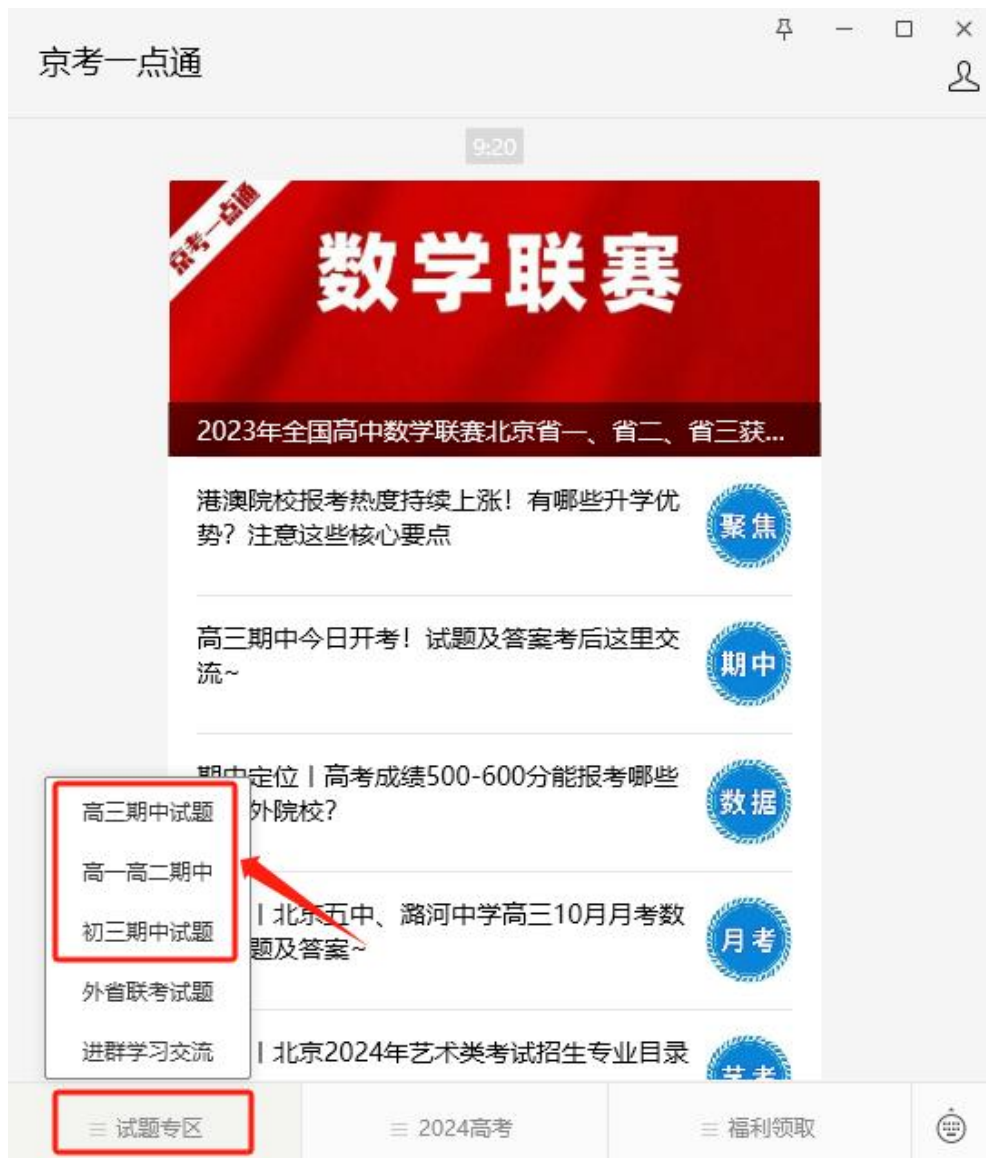 京考一点通
9:20
京考一点通
数学联赛
2023年全国高中数学联赛北京省一、省二、省三获...
港澳院校报考热度持续上涨！有哪些升学优
势？注意这些核心要点
聚焦
高三期中今日开考！试题及答案考后这里交
流~
期中
期中定位丨高考成绩500-600分能报考哪些
外院校？
数据
丨北京五中、潞河中学高三10月月考数
题及答案~
月考
丨北京2024年艺术类考试招生专业目录
艺考
高三期中试题
高一高二期中
初三期中试题
外省联考试题
进群学习交流
试题专区
2024高考
福利领取